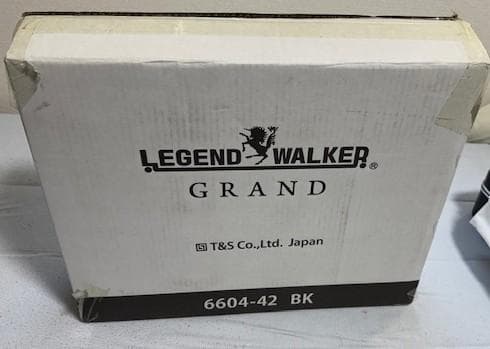 LEGEND WALKER®
GRAND
T&S Co.,Ltd. Japan
6604-42 BK